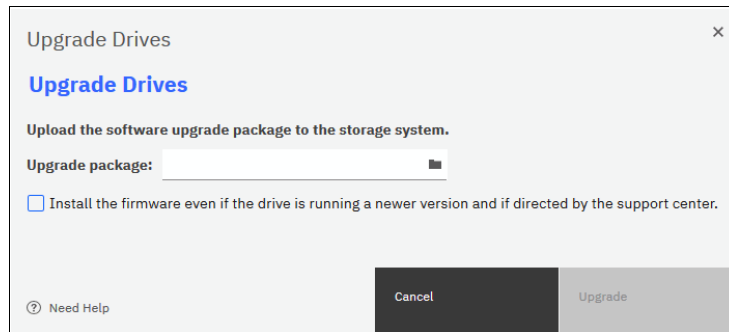 Upgrade Drives
Upgrade Drives
Upload the software upgrade package to the storage system.
Upgrade package:
Install the firmware even if the drive is running a newer version and if directed by the support center.
Need Help
Cancel
Upgrade